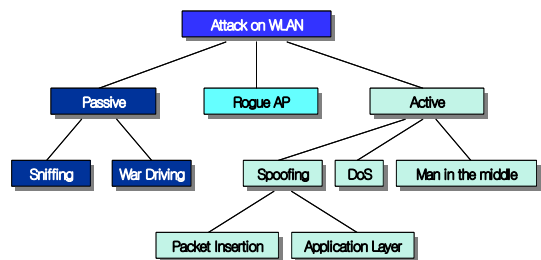 Attack on WLAN
Passive
Rogue AP
Active
Sniffing
War Driving
Spoofing
DoS
Man in the middle
Packet Insertion
Application Layer